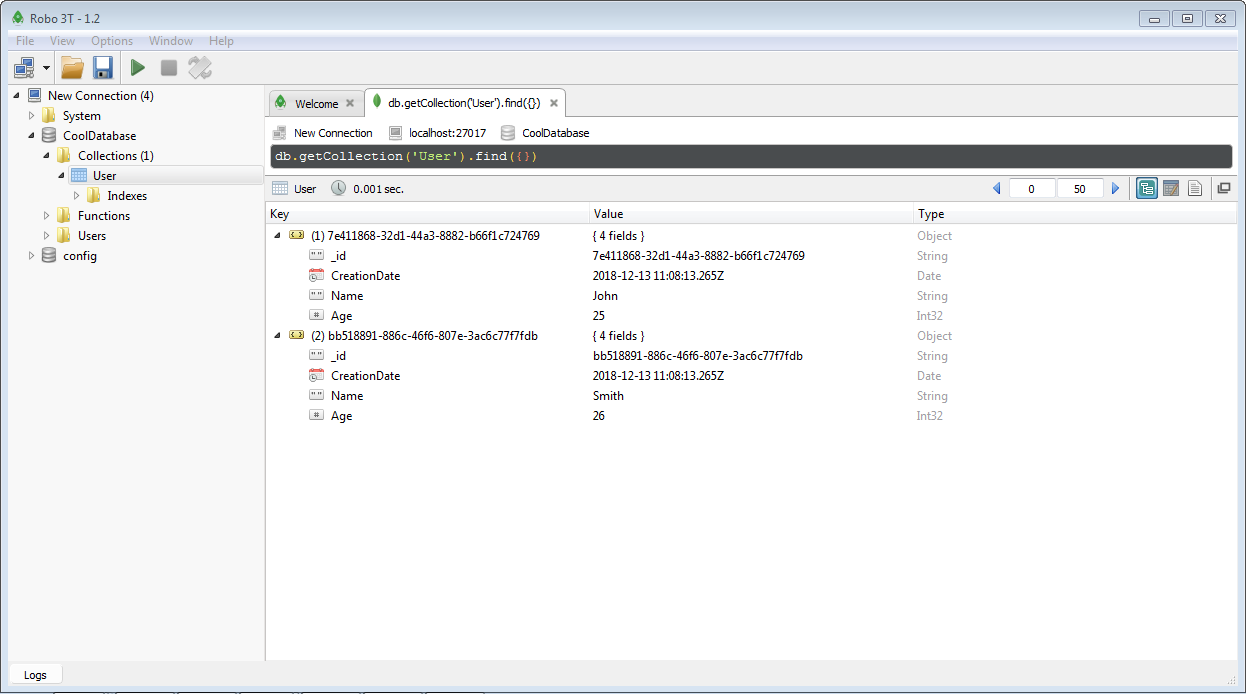 Robo 3T - 1.2
File View Options Window Help
New Connection (4)
System
CoolDatabase
Collections (1)
User
Indexes
Functions
Users
config
Welcome db.getCollection('User').find({})
New Connection localhost:27017 CoolDatabase
db.getCollection('User').find({})
User 0.001 sec. 0 50
Key Value Type
(1) 7e411868-32d1-44a3-8882-b66f1c724769 { 4 fields } Object
_id 7e411868-32d1-44a3-8882-b66f1c724769 String
CreationDate 2018-12-13 11:08:13.265Z Date
Name John String
Age 25 Int32
(2) bb518891-886c-46f6-807e-3ac6c77f7fdb { 4 fields } Object
_id bb518891-886c-46f6-807e-3ac6c77f7fdb String
CreationDate 2018-12-13 11:08:13.265Z Date
Name Smith String
Age 26 Int32
Logs